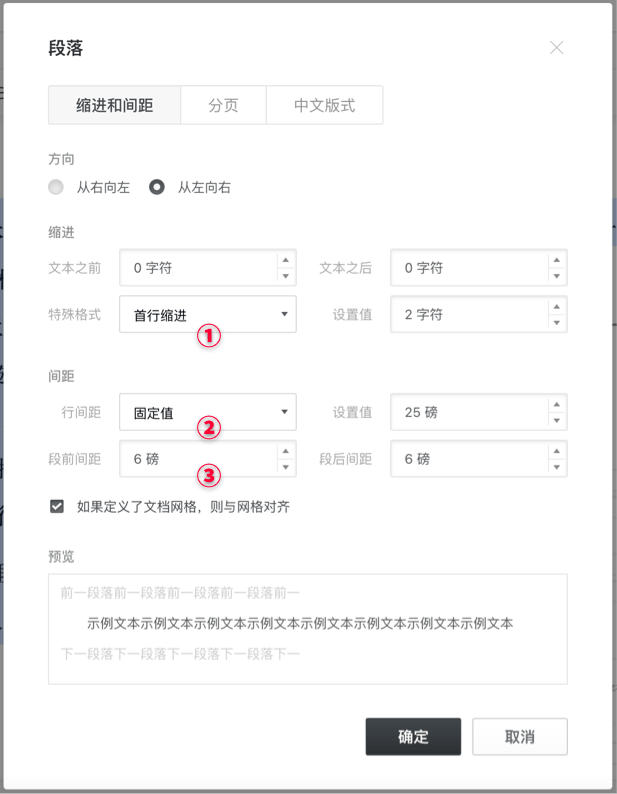 段落
缩进和间距 分页 中文版式
方向
从右向左 从左向右
缩进
文本之前 0 字符 文本之后 0 字符
特殊格式 首行缩进 设置值 2 字符
①
间距
行间距 固定值 设置值 25 磅
②
段前间距 6 磅 段后间距 6 磅
③
如果定义了文档网格，则与网格对齐
预览
前一段落前一段落前一段落前一段落前一
示例文本示例文本示例文本示例文本示例文本示例文本示例文本示例文本
下一段落下一段落下一段落下一段落下一
确定 取消